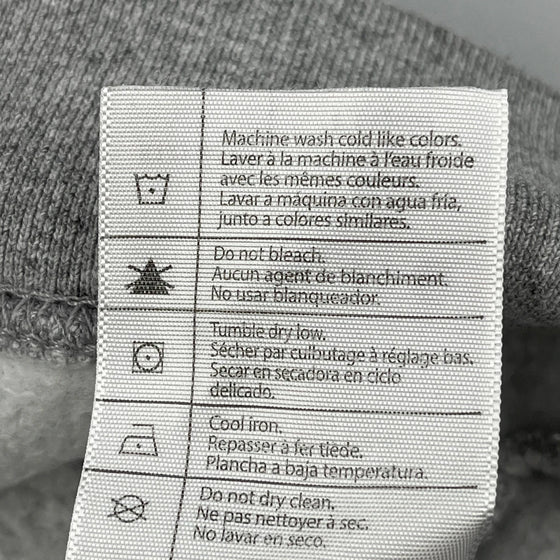 Machine wash cold like colors.
Laver à la machine à l'eau froide
avec les mêmes couleurs.
Lavar a máquina con agua fría,
junto a colores similares.
Do not bleach.
Aucun agent de blanchiment.
No usar blanqueador.
Tumble dry low.
Sécher par culbutage à réglage bas.
Secar en secadora en ciclo
delicado.
Cool iron.
Repasser à fer tiede.
Plancha a baja temperatura.
Do not dry clean.
Ne pas nettoyer à sec.
No lavar en seco.